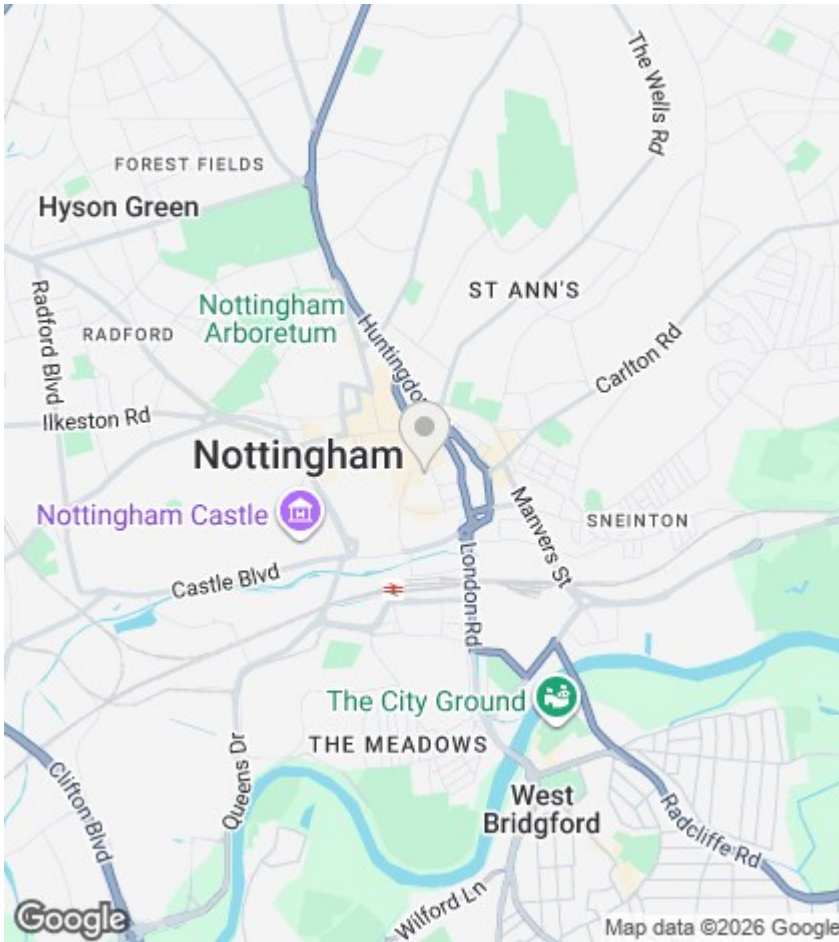 The Wells Rd
FOREST FIELDS
Hyson Green
ST ANN'S
Nottingham
Arboretum
Radford Blvd
RADFORD
Huntingdo
Carlton Rd
Ilkeston Rd
Nottingham
Nottingham Castle
Manvers St
SNEINTON
Castle Blvd
London Rd
The City Ground
THE MEADOWS
Queens Dr
Clifton Blvd
West
Bridgford
Radcliffe Rd
Wilford Ln
Google
Map data ©2026 Google